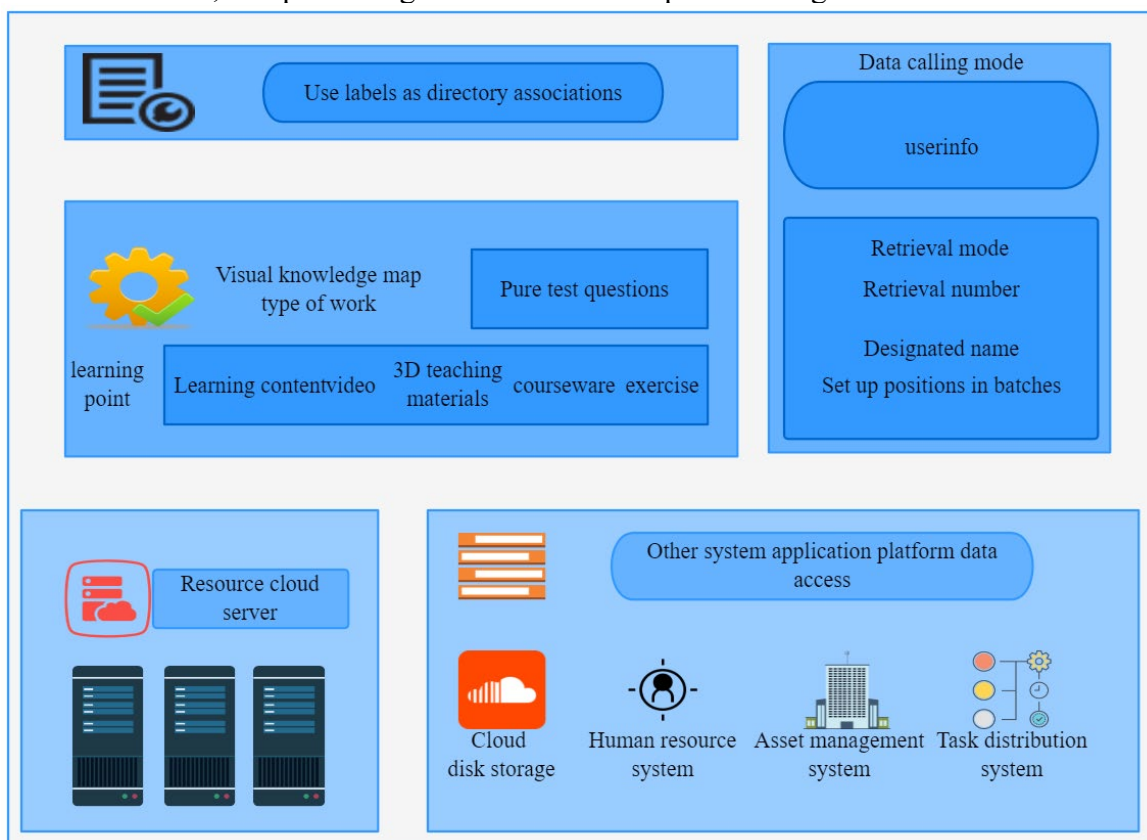 Use labels as directory associations
Data calling mode
userinfo
Retrieval mode
Retrieval number
Designated name
Set up positions in batches
Visual knowledge map
type of work
Pure test questions
learning
point
Learning contentvideo
3D teaching
materials
courseware
exercise
Resource cloud
server
Other system application platform data
access
Cloud
disk storage
Human resource
system
Asset management
system
Task distribution
system